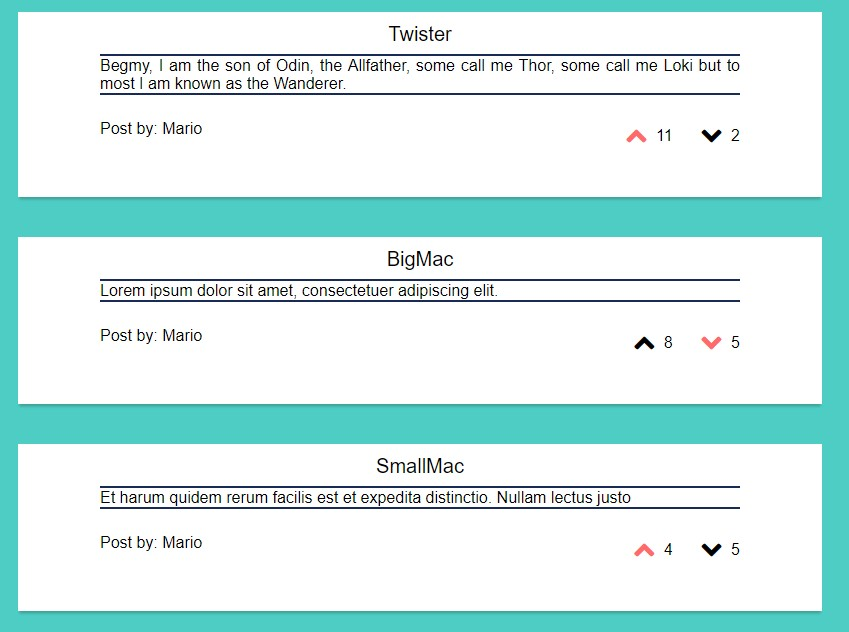 Twister
Begmy, I am the son of Odin, the Allfather, some call me Thor, some call me Loki but to
most I am known as the Wanderer.
Post by: Mario
11 2
BigMac
Lorem ipsum dolor sit amet, consectetuer adipiscing elit.
Post by: Mario
8 5
SmallMac
Et harum quidem rerum facilis est et expedita distinctio. Nullam lectus justo
Post by: Mario
4 5